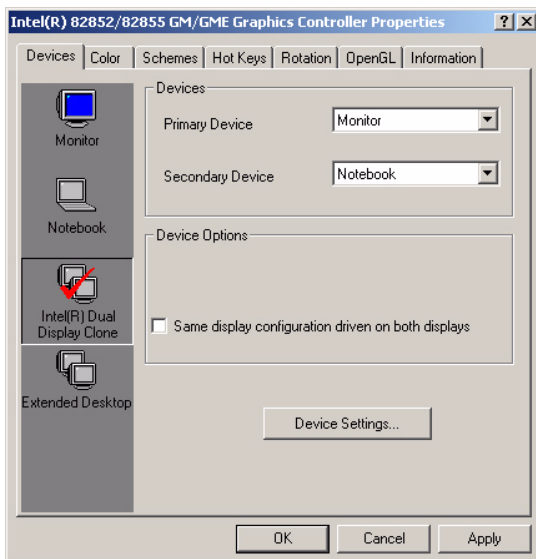 Intel(R) 82852/82855 GM/GME Graphics Controller Properties
Devices
Color
Schemes
Hot Keys
Rotation
OpenGL
Information
Monitor
Notebook
Intel(R) Dual
Display Clone
Extended Desktop
Devices
Primary Device
Monitor
Secondary Device
Notebook
Device Options
Same display configuration driven on both displays
Device Settings...
OK
Cancel
Apply